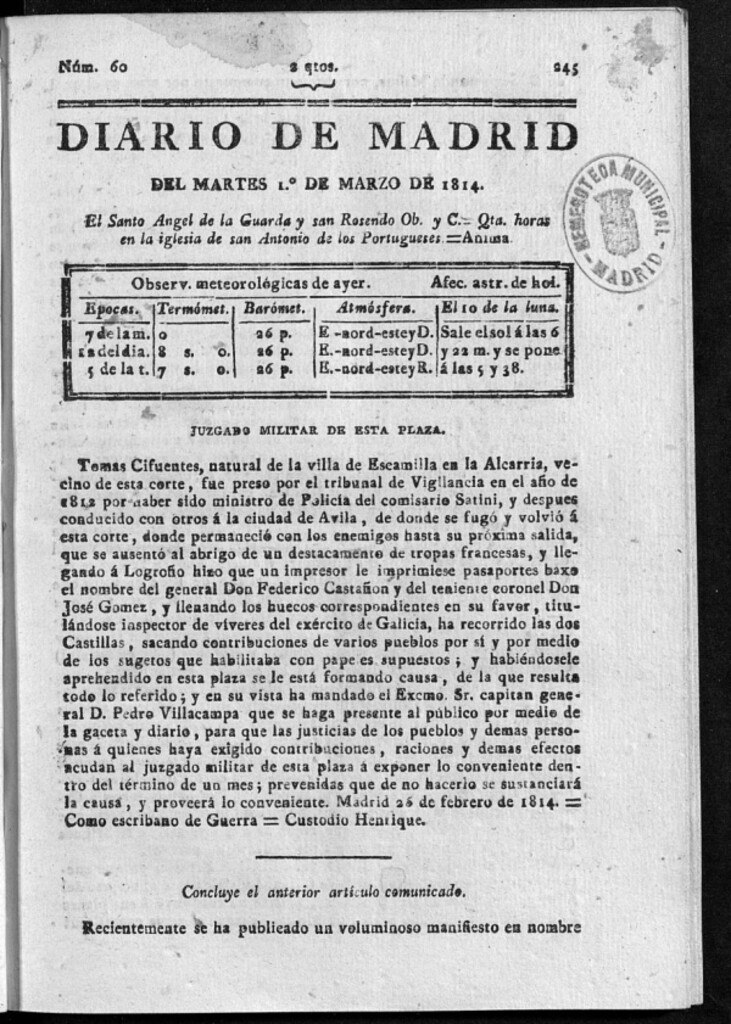 Núm. 60 2 qtos. 245
DIARIO DE MADRID
DEL MARTES 1.º DE MARZO DE 1814.
El Santo Angel de la Guarda y san Rosendo Ob. y C.= Qta. horas
en la iglesia de san Antonio de los Portugueses =Anima.
HEMEROTECA MUNICIPAL
MADRID
Observ. meteorológicas de ayer. Afec. astr. de hoi.
Epocas. Termómet. Barómet. Atmósfera. El 10 de la luna.
7 de la m. 0 26 p. E.-nord-este y D. Sale el sol á las 6
12 del dia. 8 s. 0. 26 p. E.-nord-este y D. y 22 m. y se pone
5 de la t. 7 s. 0. 26 p. E.-nord-este y R. á las 5 y 38.
JUZGADO MILITAR DE ESTA PLAZA.
Tomas Cifuentes, natural de la villa de Escamilla en la Alcarria, ve-
cino de esta corte, fue preso por el tribunal de Vigilancia en el año de
1812 por haber sido ministro de Policía del comisario Satini, y despues
conducido con otros á la ciudad de Avila, de donde se fugó y volvió á
esta corte, donde permaneció con los enemigos hasta su próxima salida,
que se ausentó al abrigo de un destacamento de tropas francesas, y lle-
gando á Logroño hizo que un impresor le imprimiese pasaportes baxo
el nombre del general Don Federico Castañon y del teniente coronel Don
José Gomez, y llenando los huecos correspondientes en su favor, titu-
lándose inspector de víveres del exército de Galicia, ha recorrido las dos
Castillas, sacando contribuciones de varios pueblos por sí y por medio
de los sugetos que habilitaba con papeles supuestos; y habiéndosele
aprehendido en esta plaza se le está formando causa, de la que resulta
todo lo referido; y en su vista ha mandado el Excmo. Sr. capitan gene-
ral D. Pedro Villacampa que se haga presente al público por medio de
la gaceta y diario, para que las justicias de los pueblos y demas perso-
nas á quienes haya exigido contribuciones, raciones y demas efectos
acudan al juzgado militar de esta plaza á exponer lo conveniente den-
tro del término de un mes; prevenidas que de no hacerlo se sustanciará
la causa, y proveerá lo conveniente. Madrid 26 de febrero de 1814. =
Como escribano de Guerra = Custodio Henrique.
Concluye el anterior artículo comunicado.
Recientemente se ha publicado un voluminoso manifiesto en nombre